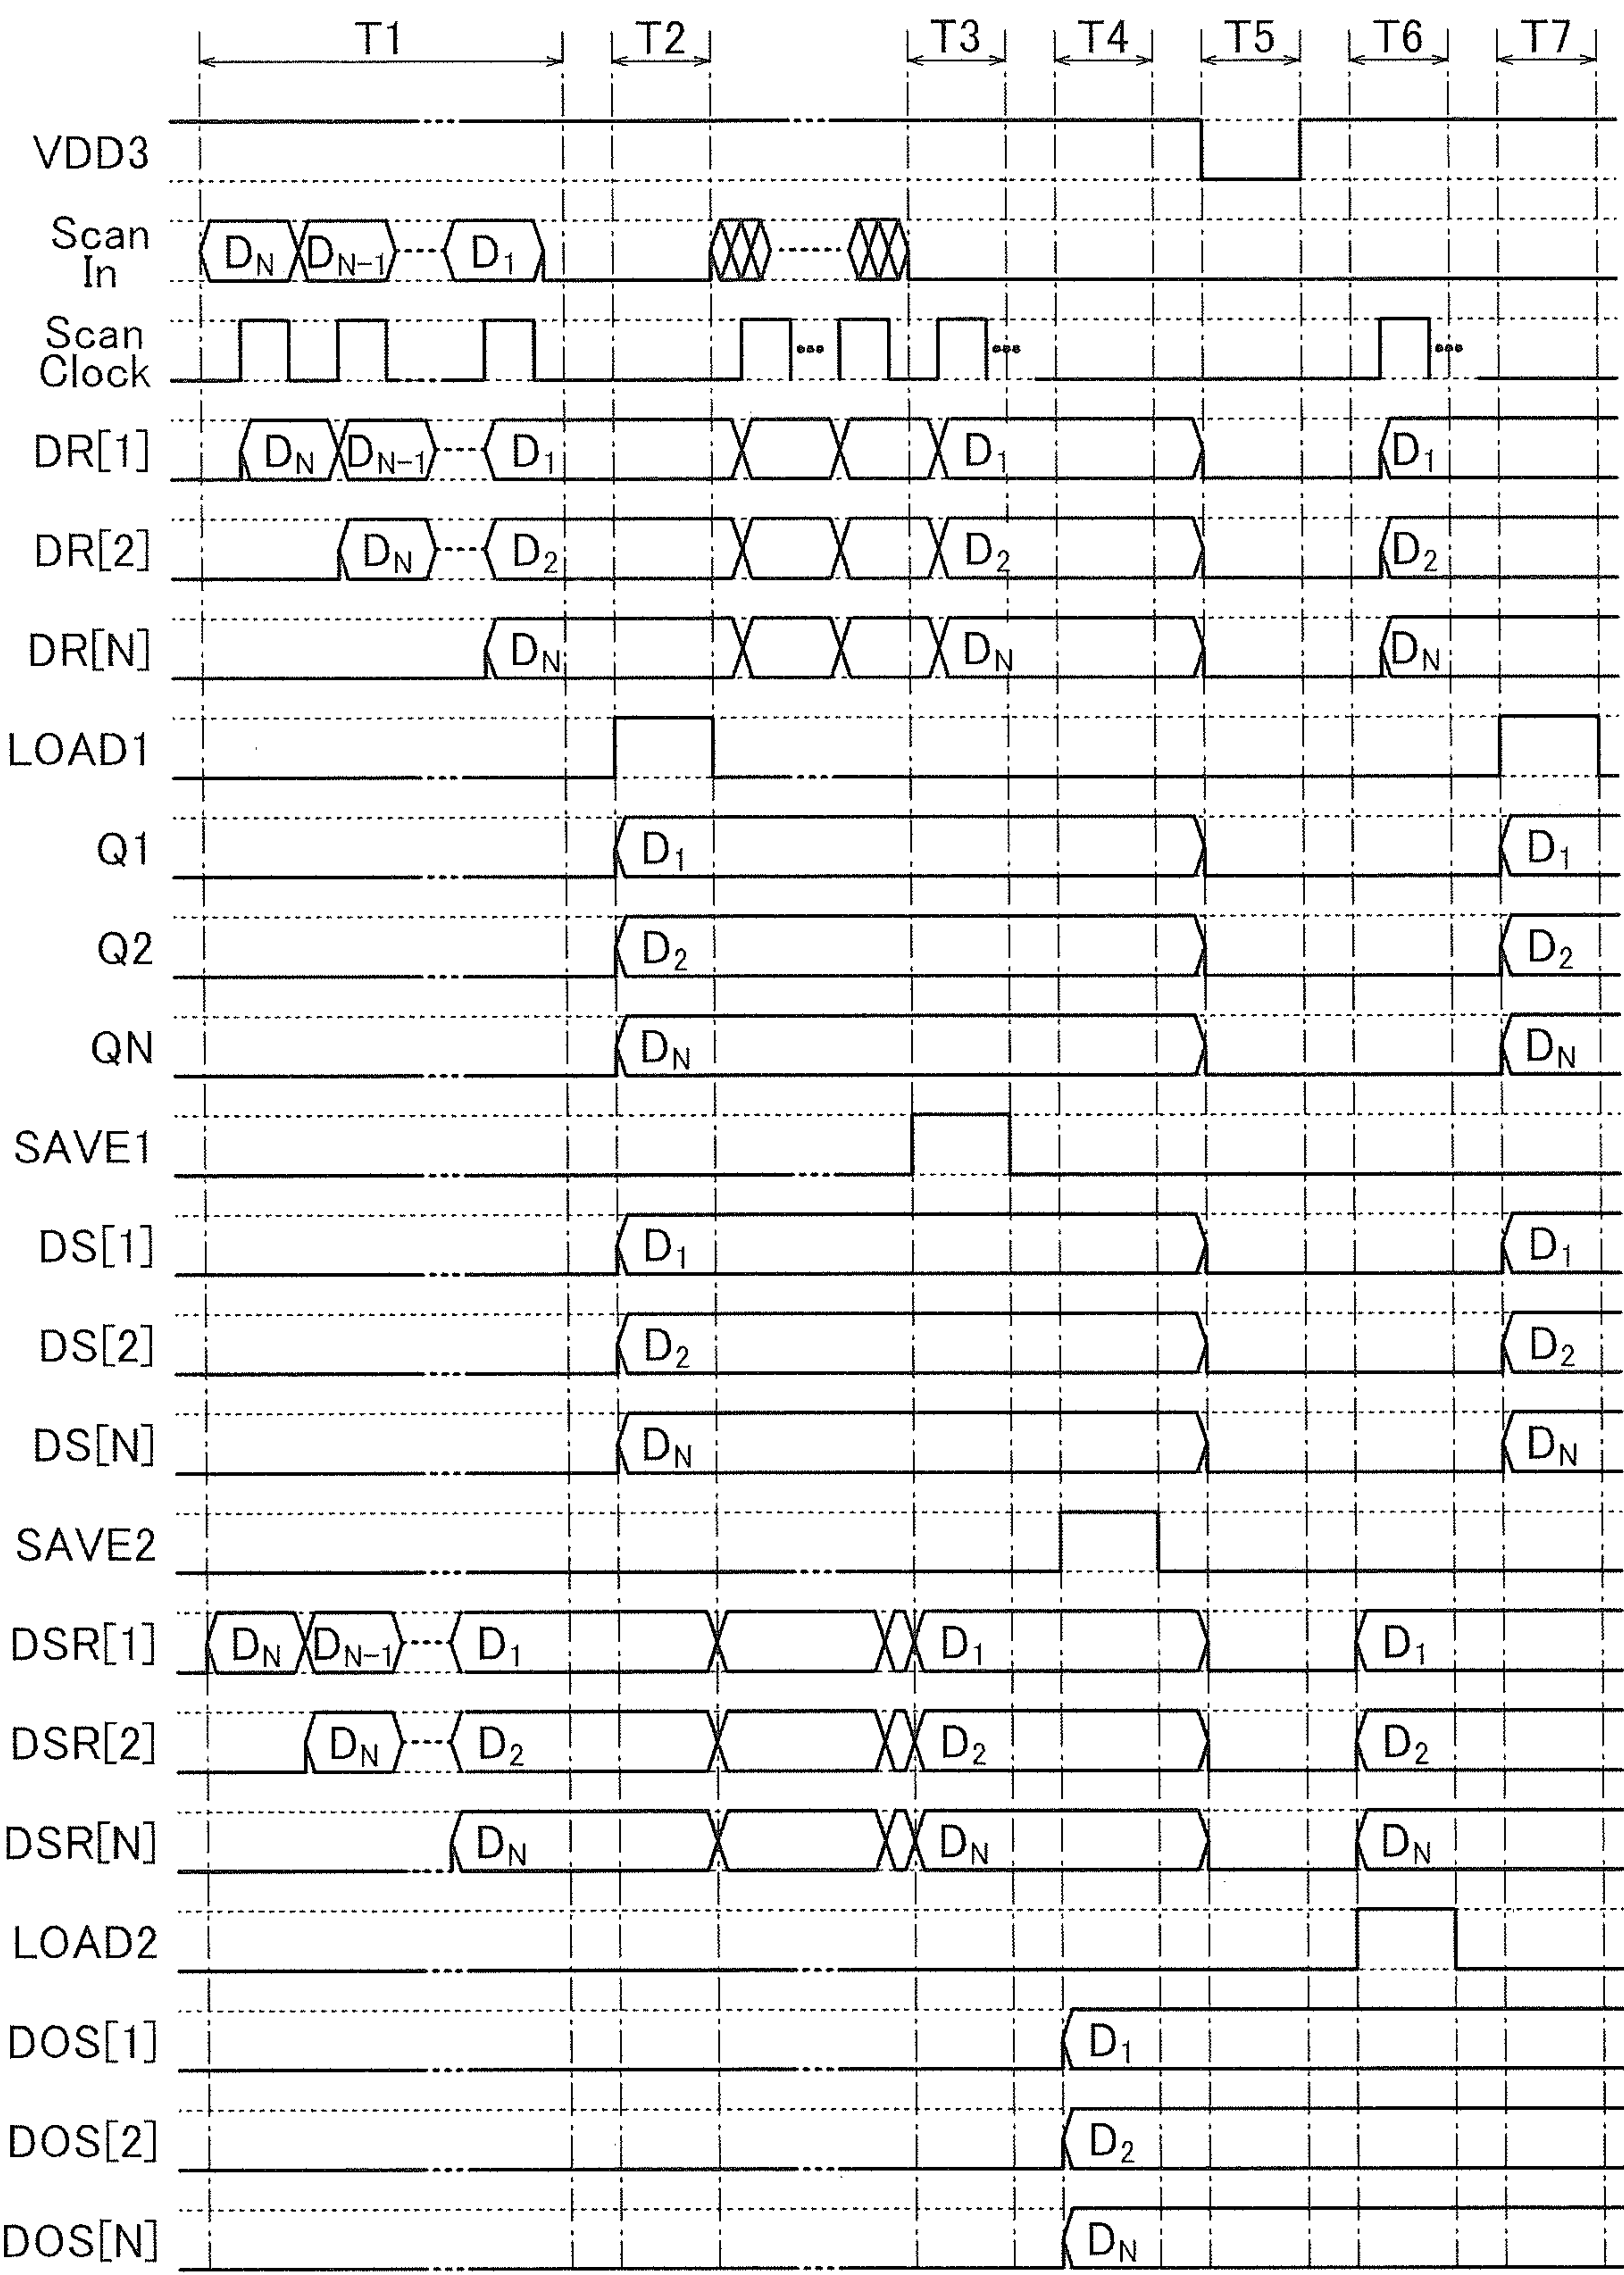 T1 T2 T3 T4 T5 T6 T7
VDD3
Scan In D_N D_N-1 D_1
Scan Clock
DR[1] D_N D_N-1 D_1 D_1 D_1
DR[2] D_N D_2 D_2 D_2
DR[N] D_N D_N D_N
LOAD1
Q1 D_1 D_1
Q2 D_2 D_2
QN D_N D_N
SAVE1
DS[1] D_1 D_1
DS[2] D_2 D_2
DS[N] D_N D_N
SAVE2
DSR[1] D_N D_N-1 D_1 D_1 D_1
DSR[2] D_N D_2 D_2 D_2
DSR[N] D_N D_N D_N
LOAD2
DOS[1] D_1
DOS[2] D_2
DOS[N] D_N